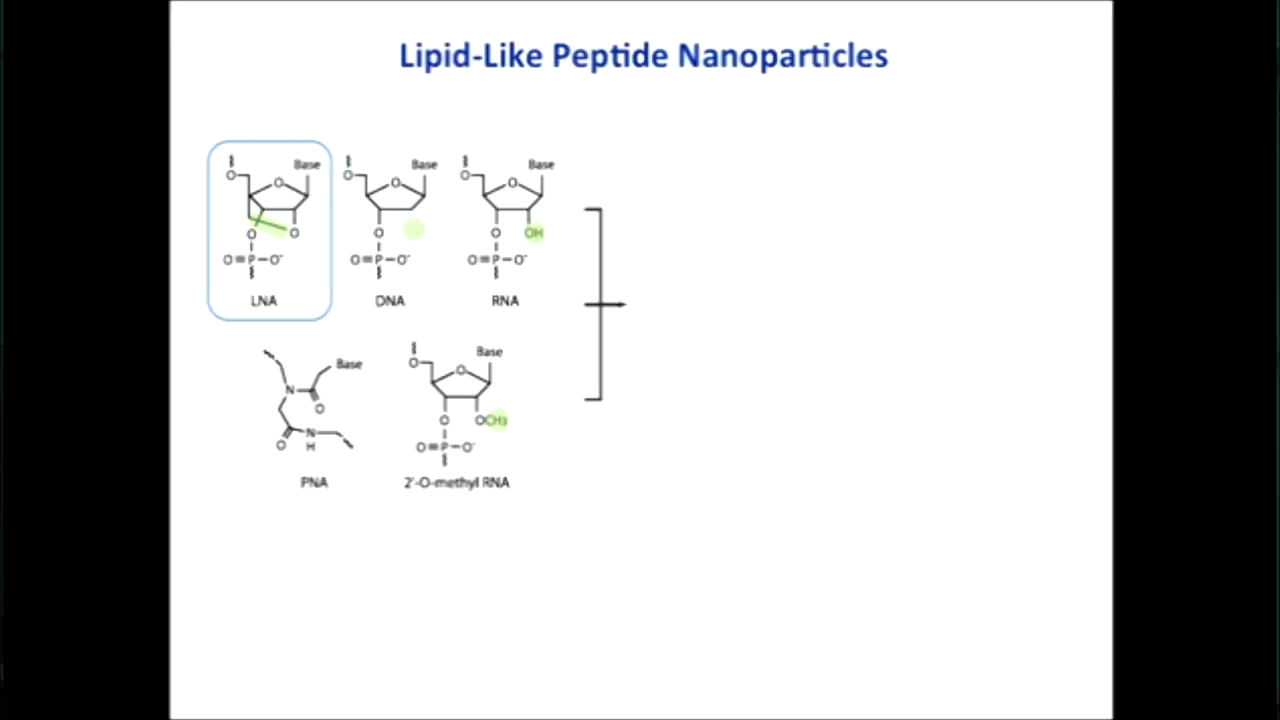 Lipid-Like Peptide Nanoparticles
O Base O Base O Base
O O O
O O O O OH
O=P–O⁻ O=P–O⁻ O=P–O⁻
LNA DNA RNA
Base O Base
O
N O
O O OCH3
O N H O=P–O⁻
PNA 2'-O-methyl RNA